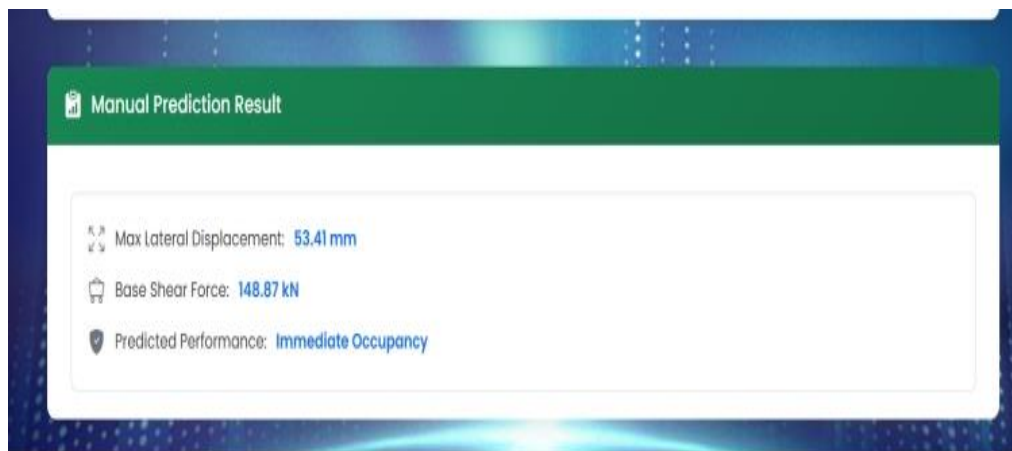 Manual Prediction Result
Max Lateral Displacement: 53.41 mm
Base Shear Force: 148.87 kN
Predicted Performance: Immediate Occupancy